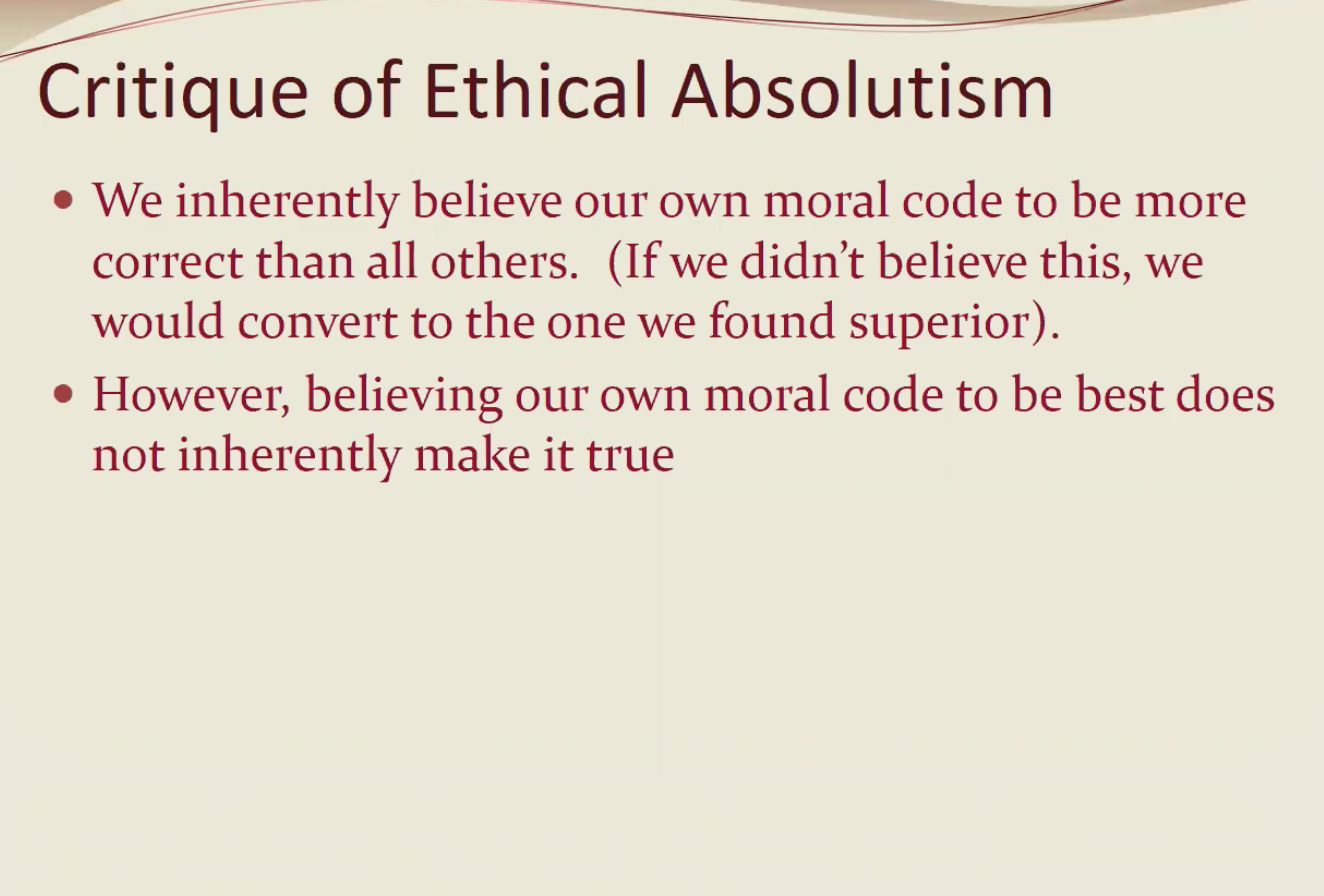 Critique of Ethical Absolutism
• We inherently believe our own moral code to be more
correct than all others.  (If we didn’t believe this, we
would convert to the one we found superior).
• However, believing our own moral code to be best does
not inherently make it true